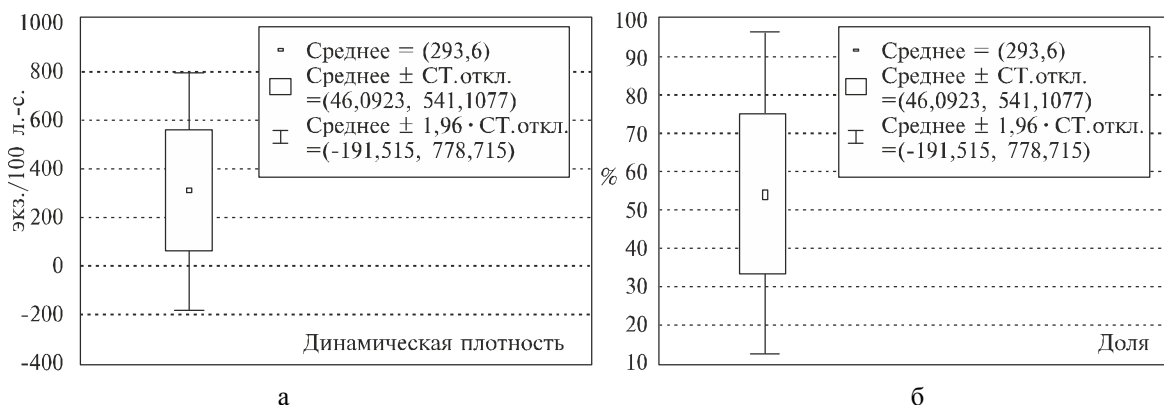 1000
800
600
400
200
0
-200
-400
экз./100 л.-с.
Среднее = (293,6)
Среднее ± СТ.откл.
=(46,0923, 541,1077)
Среднее ± 1,96 · СТ.откл.
=(-191,515, 778,715)
Динамическая плотность
а
100
90
80
70
60
50
40
30
20
10
%
Среднее = (293,6)
Среднее ± СТ.откл.
=(46,0923, 541,1077)
Среднее ± 1,96 · СТ.откл.
=(-191,515, 778,715)
Доля
б